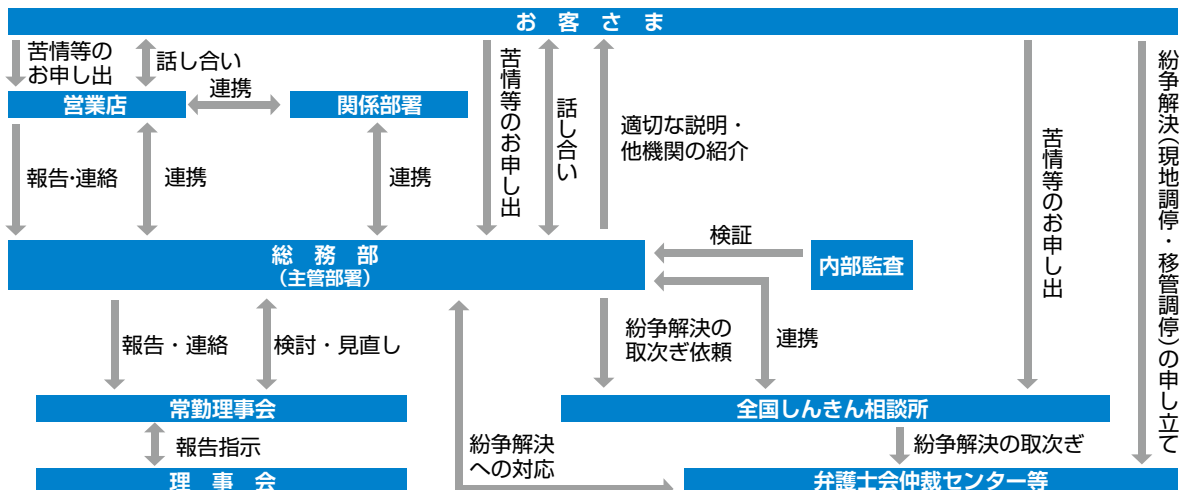 お 客 さ ま
苦情等の
お申し出
話し合い
連携
営業店
関係部署
報告・連絡
連携
連携
苦情等のお申し出
話し合い
適切な説明・
他機関の紹介
苦情等のお申し出
紛争解決（現地調停・移管調停）の申し立て
総 務 部
（主管部署）
検証
内部監査
報告・連絡
検討・見直し
紛争解決の
取次ぎ依頼
連携
常勤理事会
全国しんきん相談所
報告指示
紛争解決
への対応
紛争解決の取次ぎ
理 事 会
弁護士会仲裁センター等